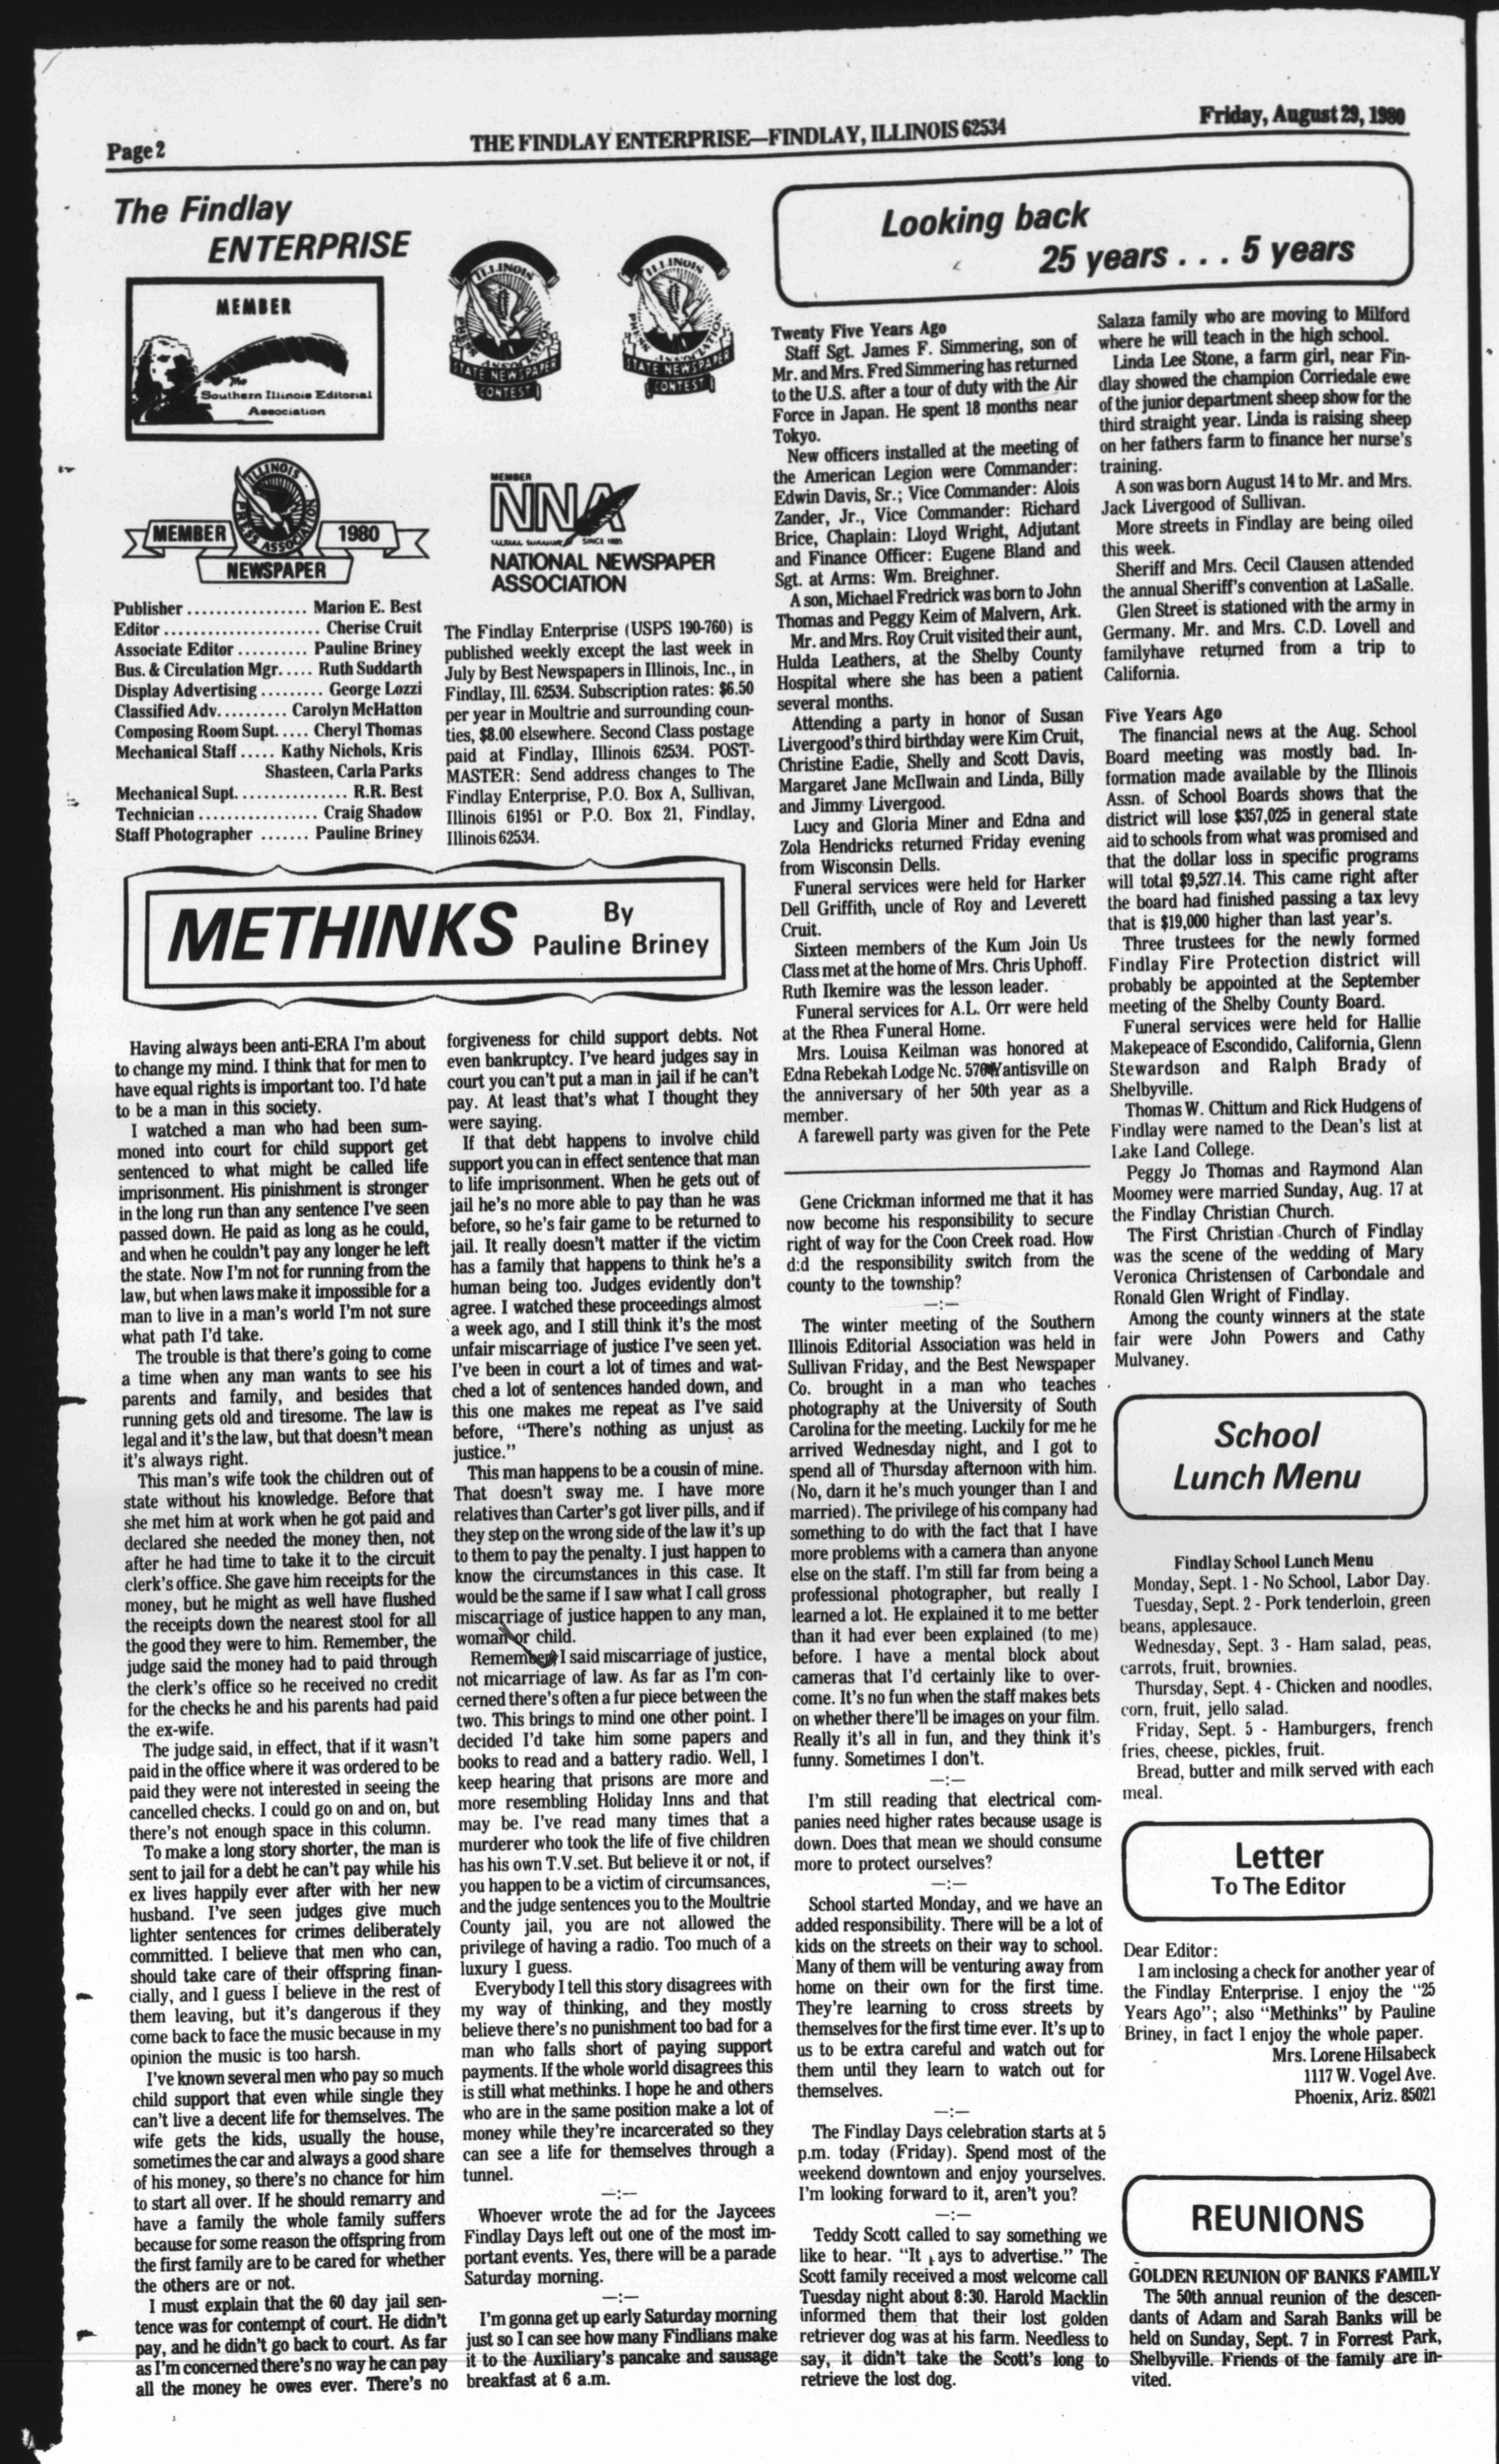 Page 2
THE FINDLAY ENTERPRISE—FINDLAY, ILLINOIS 62534
Friday, August 29, 1980
The Findlay
ENTERPRISE
MEMBER
The
Southern Illinois Editorial
Association
ILLINOIS
PRESS ASSOCIATION
STATE NEWSPAPER
CONTEST
ILLINOIS
PRESS ASSOCIATION
STATE NEWSPAPER
CONTEST
ILLINOIS
PRESS ASSOCIATION
MEMBER
1980
NEWSPAPER
MEMBER
NNA
SINCE 1885
NATIONAL NEWSPAPER
ASSOCIATION
Publisher ................ Marion E. Best
Editor ..................... Cherise Cruit
Associate Editor .......... Pauline Briney
Bus. & Circulation Mgr. .... Ruth Suddarth
Display Advertising ......... George Lozzi
Classified Adv. ......... Carolyn McHatton
Composing Room Supt. .... Cheryl Thomas
Mechanical Staff ..... Kathy Nichols, Kris
Shasteen, Carla Parks
Mechanical Supt. .............. R.R. Best
Technician ................ Craig Shadow
Staff Photographer ....... Pauline Briney
The Findlay Enterprise (USPS 190-760) is
published weekly except the last week in
July by Best Newspapers in Illinois, Inc., in
Findlay, Ill. 62534. Subscription rates: $6.50
per year in Moultrie and surrounding coun-
ties, $8.00 elsewhere. Second Class postage
paid at Findlay, Illinois 62534. POST-
MASTER: Send address changes to The
Findlay Enterprise, P.O. Box A, Sullivan,
Illinois 61951 or P.O. Box 21, Findlay,
Illinois 62534.
METHINKS
By
Pauline Briney
Having always been anti-ERA I'm about
to change my mind. I think that for men to
have equal rights is important too. I'd hate
to be a man in this society.
I watched a man who had been sum-
moned into court for child support get
sentenced to what might be called life
imprisonment. His pinishment is stronger
in the long run than any sentence I've seen
passed down. He paid as long as he could,
and when he couldn't pay any longer he left
the state. Now I'm not for running from the
law, but when laws make it impossible for a
man to live in a man's world I'm not sure
what path I'd take.
The trouble is that there's going to come
a time when any man wants to see his
parents and family, and besides that
running gets old and tiresome. The law is
legal and it's the law, but that doesn't mean
it's always right.
This man's wife took the children out of
state without his knowledge. Before that
she met him at work when he got paid and
declared she needed the money then, not
after he had time to take it to the circuit
clerk's office. She gave him receipts for the
money, but he might as well have flushed
the receipts down the nearest stool for all
the good they were to him. Remember, the
judge said the money had to paid through
the clerk's office so he received no credit
for the checks he and his parents had paid
the ex-wife.
The judge said, in effect, that if it wasn't
paid in the office where it was ordered to be
paid they were not interested in seeing the
cancelled checks. I could go on and on, but
there's not enough space in this column.
To make a long story shorter, the man is
sent to jail for a debt he can't pay while his
ex lives happily ever after with her new
husband. I've seen judges give much
lighter sentences for crimes deliberately
committed. I believe that men who can,
should take care of their offspring finan-
cially, and I guess I believe in the rest of
them leaving, but it's dangerous if they
come back to face the music because in my
opinion the music is too harsh.
I've known several men who pay so much
child support that even while single they
can't live a decent life for themselves. The
wife gets the kids, usually the house,
sometimes the car and always a good share
of his money, so there's no chance for him
to start all over. If he should remarry and
have a family the whole family suffers
because for some reason the offspring from
the first family are to be cared for whether
the others are or not.
I must explain that the 60 day jail sen-
tence was for contempt of court. He didn't
pay, and he didn't go back to court. As far
as I'm concerned there's no way he can pay
all the money he owes ever. There's no
forgiveness for child support debts. Not
even bankruptcy. I've heard judges say in
court you can't put a man in jail if he can't
pay. At least that's what I thought they
were saying.
If that debt happens to involve child
support you can in effect sentence that man
to life imprisonment. When he gets out of
jail he's no more able to pay than he was
before, so he's fair game to be returned to
jail. It really doesn't matter if the victim
has a family that happens to think he's a
human being too. Judges evidently don't
agree. I watched these proceedings almost
a week ago, and I still think it's the most
unfair miscarriage of justice I've seen yet.
I've been in court a lot of times and wat-
ched a lot of sentences handed down, and
this one makes me repeat as I've said
before, "There's nothing as unjust as
justice."
This man happens to be a cousin of mine.
That doesn't sway me. I have more
relatives than Carter's got liver pills, and if
they step on the wrong side of the law it's up
to them to pay the penalty. I just happen to
know the circumstances in this case. It
would be the same if I saw what I call gross
miscarriage of justice happen to any man,
woman or child.
Remember, I said miscarriage of justice,
not micarriage of law. As far as I'm con-
cerned there's often a fur piece between the
two. This brings to mind one other point. I
decided I'd take him some papers and
books to read and a battery radio. Well, I
keep hearing that prisons are more and
more resembling Holiday Inns and that
may be. I've read many times that a
murderer who took the life of five children
has his own T.V.set. But believe it or not, if
you happen to be a victim of circumsances,
and the judge sentences you to the Moultrie
County jail, you are not allowed the
privilege of having a radio. Too much of a
luxury I guess.
Everybody I tell this story disagrees with
my way of thinking, and they mostly
believe there's no punishment too bad for a
man who falls short of paying support
payments. If the whole world disagrees this
is still what methinks. I hope he and others
who are in the same position make a lot of
money while they're incarcerated so they
can see a life for themselves through a
tunnel.
—:—
Whoever wrote the ad for the Jaycees
Findlay Days left out one of the most im-
portant events. Yes, there will be a parade
Saturday morning.
—:—
I'm gonna get up early Saturday morning
just so I can see how many Findlians make
it to the Auxiliary's pancake and sausage
breakfast at 6 a.m.
Looking back
25 years . . . 5 years
Twenty Five Years Ago
Staff Sgt. James F. Simmering, son of
Mr. and Mrs. Fred Simmering has returned
to the U.S. after a tour of duty with the Air
Force in Japan. He spent 18 months near
Tokyo.
New officers installed at the meeting of
the American Legion were Commander:
Edwin Davis, Sr.; Vice Commander: Alois
Zander, Jr., Vice Commander: Richard
Brice, Chaplain: Lloyd Wright, Adjutant
and Finance Officer: Eugene Bland and
Sgt. at Arms: Wm. Breighner.
A son, Michael Fredrick was born to John
Thomas and Peggy Keim of Malvern, Ark.
Mr. and Mrs. Roy Cruit visited their aunt,
Hulda Leathers, at the Shelby County
Hospital where she has been a patient
several months.
Attending a party in honor of Susan
Livergood's third birthday were Kim Cruit,
Christine Eadie, Shelly and Scott Davis,
Margaret Jane McIlwain and Linda, Billy
and Jimmy Livergood.
Lucy and Gloria Miner and Edna and
Zola Hendricks returned Friday evening
from Wisconsin Dells.
Funeral services were held for Harker
Dell Griffith, uncle of Roy and Leverett
Cruit.
Sixteen members of the Kum Join Us
Class met at the home of Mrs. Chris Uphoff.
Ruth Ikemire was the lesson leader.
Funeral services for A.L. Orr were held
at the Rhea Funeral Home.
Mrs. Louisa Keilman was honored at
Edna Rebekah Lodge Nc. on
the anniversary of her 50th year as a
member.
A farewell party was given for the Pete
Gene Crickman informed me that it has
now become his responsibility to secure
right of way for the Coon Creek road. How
d:d the responsibility switch from the
county to the township?
—:—
The winter meeting of the Southern
Illinois Editorial Association was held in
Sullivan Friday, and the Best Newspaper
Co. brought in a man who teaches
photography at the University of South
Carolina for the meeting. Luckily for me he
arrived Wednesday night, and I got to
spend all of Thursday afternoon with him.
(No, darn it he's much younger than I and
married). The privilege of his company had
something to do with the fact that I have
more problems with a camera than anyone
else on the staff. I'm still far from being a
professional photographer, but really I
learned a lot. He explained it to me better
than it had ever been explained (to me)
before. I have a mental block about
cameras that I'd certainly like to over-
come. It's no fun when the staff makes bets
on whether there'll be images on your film.
Really it's all in fun, and they think it's
funny. Sometimes I don't.
—:—
I'm still reading that electrical com-
panies need higher rates because usage is
down. Does that mean we should consume
more to protect ourselves?
—:—
School started Monday, and we have an
added responsibility. There will be a lot of
kids on the streets on their way to school.
Many of them will be venturing away from
home on their own for the first time.
They're learning to cross streets by
themselves for the first time ever. It's up to
us to be extra careful and watch out for
them until they learn to watch out for
themselves.
—:—
The Findlay Days celebration starts at 5
p.m. today (Friday). Spend most of the
weekend downtown and enjoy yourselves.
I'm looking forward to it, aren't you?
—:—
Teddy Scott called to say something we
like to hear. "It ays to advertise." The
Scott family received a most welcome call
Tuesday night about 8:30. Harold Macklin
informed them that their lost golden
retriever dog was at his farm. Needless to
say, it didn't take the Scott's long to
retrieve the lost dog.
Salaza family who are moving to Milford
where he will teach in the high school.
Linda Lee Stone, a farm girl, near Fin-
dlay showed the champion Corriedale ewe
of the junior department sheep show for the
third straight year. Linda is raising sheep
on her fathers farm to finance her nurse's
training.
A son was born August 14 to Mr. and Mrs.
Jack Livergood of Sullivan.
More streets in Findlay are being oiled
this week.
Sheriff and Mrs. Cecil Clausen attended
the annual Sheriff's convention at LaSalle.
Glen Street is stationed with the army in
Germany. Mr. and Mrs. C.D. Lovell and
familyhave returned from a trip to
California.
Five Years Ago
The financial news at the Aug. School
Board meeting was mostly bad. In-
formation made available by the Illinois
Assn. of School Boards shows that the
district will lose $357,025 in general state
aid to schools from what was promised and
that the dollar loss in specific programs
will total $9,527.14. This came right after
the board had finished passing a tax levy
that is $19,000 higher than last year's.
Three trustees for the newly formed
Findlay Fire Protection district will
probably be appointed at the September
meeting of the Shelby County Board.
Funeral services were held for Hallie
Makepeace of Escondido, California, Glenn
Stewardson and Ralph Brady of
Shelbyville.
Thomas W. Chittum and Rick Hudgens of
Findlay were named to the Dean's list at
Lake Land College.
Peggy Jo Thomas and Raymond Alan
Moomey were married Sunday, Aug. 17 at
the Findlay Christian Church.
The First Christian Church of Findlay
was the scene of the wedding of Mary
Veronica Christensen of Carbondale and
Ronald Glen Wright of Findlay.
Among the county winners at the state
fair were John Powers and Cathy
Mulvaney.
School
Lunch Menu
Findlay School Lunch Menu
Monday, Sept. 1 - No School, Labor Day.
Tuesday, Sept. 2 - Pork tenderloin, green
beans, applesauce.
Wednesday, Sept. 3 - Ham salad, peas,
carrots, fruit, brownies.
Thursday, Sept. 4 - Chicken and noodles,
corn, fruit, jello salad.
Friday, Sept. 5 - Hamburgers, french
fries, cheese, pickles, fruit.
Bread, butter and milk served with each
meal.
Letter
To The Editor
Dear Editor:
I am inclosing a check for another year of
the Findlay Enterprise. I enjoy the "25
Years Ago"; also "Methinks" by Pauline
Briney, in fact I enjoy the whole paper.
Mrs. Lorene Hilsabeck
1117 W. Vogel Ave.
Phoenix, Ariz. 85021
REUNIONS
GOLDEN REUNION OF BANKS FAMILY
The 50th annual reunion of the descen-
dants of Adam and Sarah Banks will be
held on Sunday, Sept. 7 in Forrest Park,
Shelbyville. Friends of the family are in-
vited.